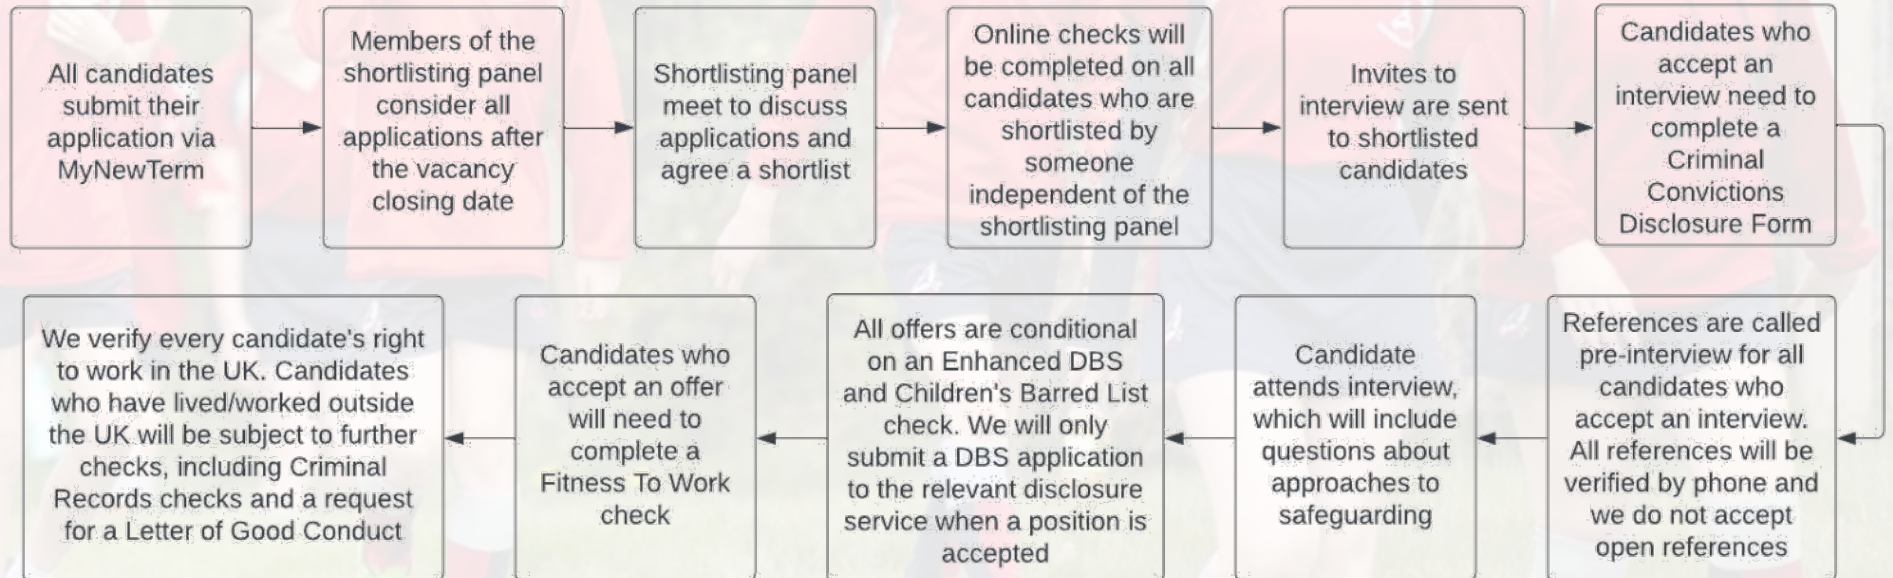 All candidates
submit their
application via
MyNewTerm
Members of the
shortlisting panel
consider all
applications after
the vacancy
closing date
Shortlisting panel
meet to discuss
applications and
agree a shortlist
Online checks will
be completed on all
candidates who are
shortlisted by
someone
independent of the
shortlisting panel
Invites to
interview are sent
to shortlisted
candidates
Candidates who
accept an
interview need to
complete a
Criminal
Convictions
Disclosure Form
References are called
pre-interview for all
candidates who
accept an interview.
All references will be
verified by phone and
we do not accept
open references
Candidate
attends interview,
which will include
questions about
approaches to
safeguarding
All offers are conditional
on an Enhanced DBS
and Children's Barred List
check. We will only
submit a DBS application
to the relevant disclosure
service when a position is
accepted
Candidates who
accept an offer
will need to
complete a
Fitness To Work
check
We verify every candidate's right
to work in the UK. Candidates
who have lived/worked outside
the UK will be subject to further
checks, including Criminal
Records checks and a request
for a Letter of Good Conduct